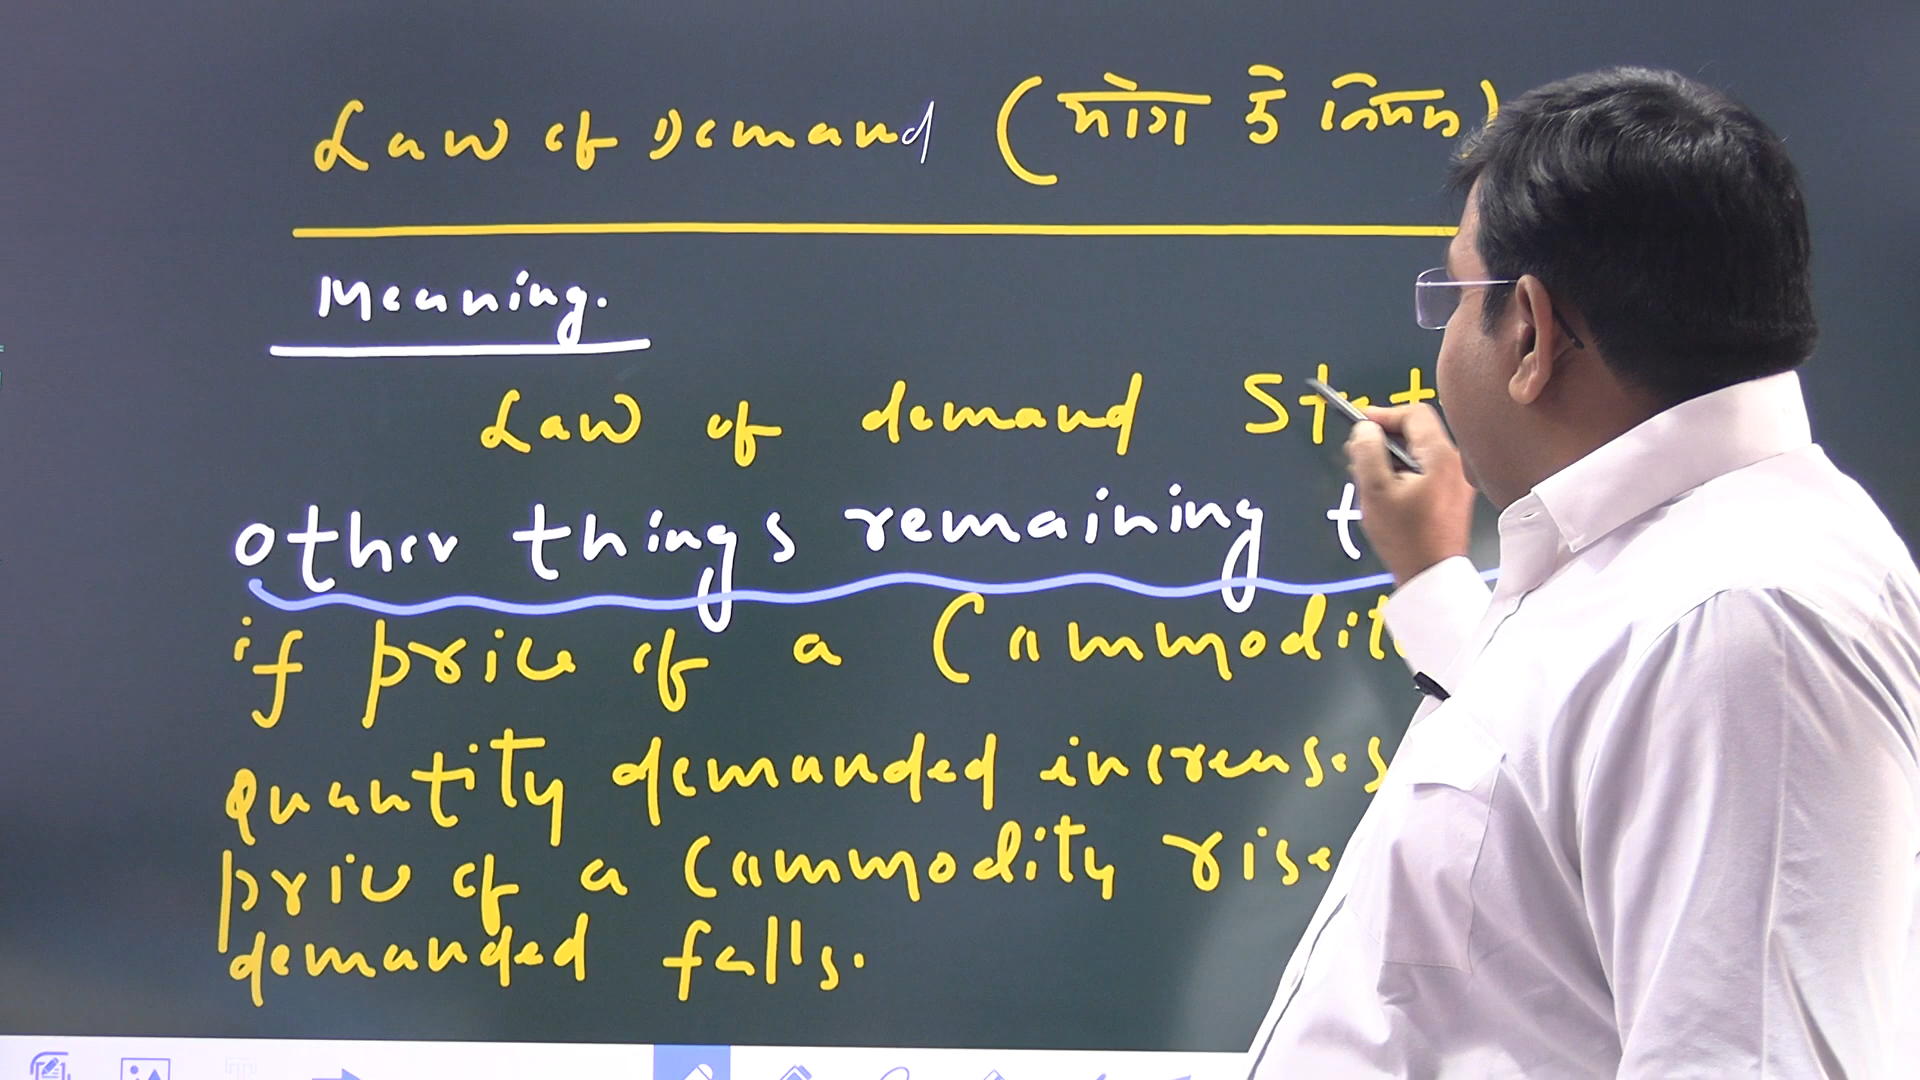 Law of Demand (मांग के नियम)
Meaning.
Law of demand
other things remaining
if price of a Commodit
quantity demanded increases
price of a Commodity rise
demanded falls.